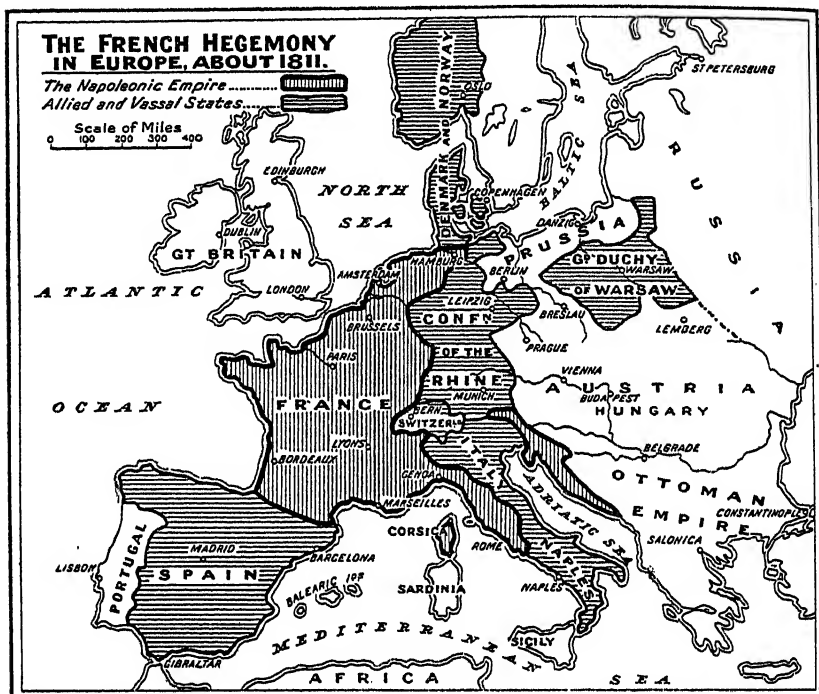 THE FRENCH HEGEMONY
IN EUROPE, ABOUT 1811.
The Napoleonic Empire
Allied and Vassal States
Scale of Miles
0 100 200 300 400
ST PETERSBURG
OSLO
DENMARK AND NORWAY
BALTIC SEA
RUSSIA
EDINBURGH
NORTH
SEA
COPENHAGEN
DUBLIN
GT BRITAIN
DANZIG
PRUSSIA
HAMBURG
BERLIN
GD DUCHY
WARSAW
OF WARSAW
AMSTERDAM
ATLANTIC
LONDON
LEIPZIG
BRESLAU
CONFN
LEMBERG
BRUSSELS
PRAGUE
PARIS
OF THE
RHINE
VIENNA
MUNICH
AUSTRIA
BUDAPEST
HUNGARY
OCEAN
FRANCE
BERN
SWITZERLD
LYONS
BORDEAUX
BELGRADE
ITALY
GENOA
OTTOMAN
EMPIRE
ADRIATIC SEA
MARSEILLES
CONSTANTINOPLE
CORSICA
SALONICA
ROME
PORTUGAL
MADRID
BARCELONA
LISBON
SPAIN
BALEARIC IDS
SARDINIA
NAPLES
NAPLES
MEDITERRANEAN
SICILY
GIBRALTAR
AFRICA
SEA